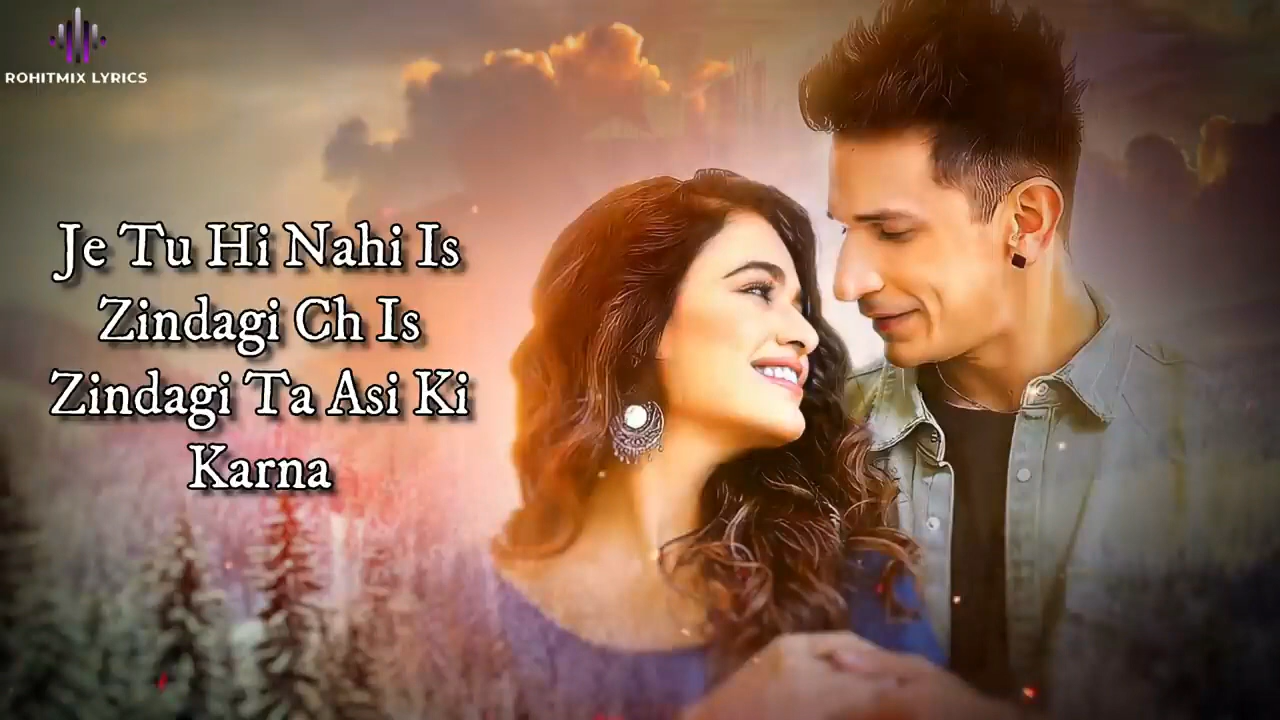 ROHITMIX LYRICS
Je Tu Hi Nahi Is
Zindagi Ch Is
Zindagi Ta Asi Ki
Karna